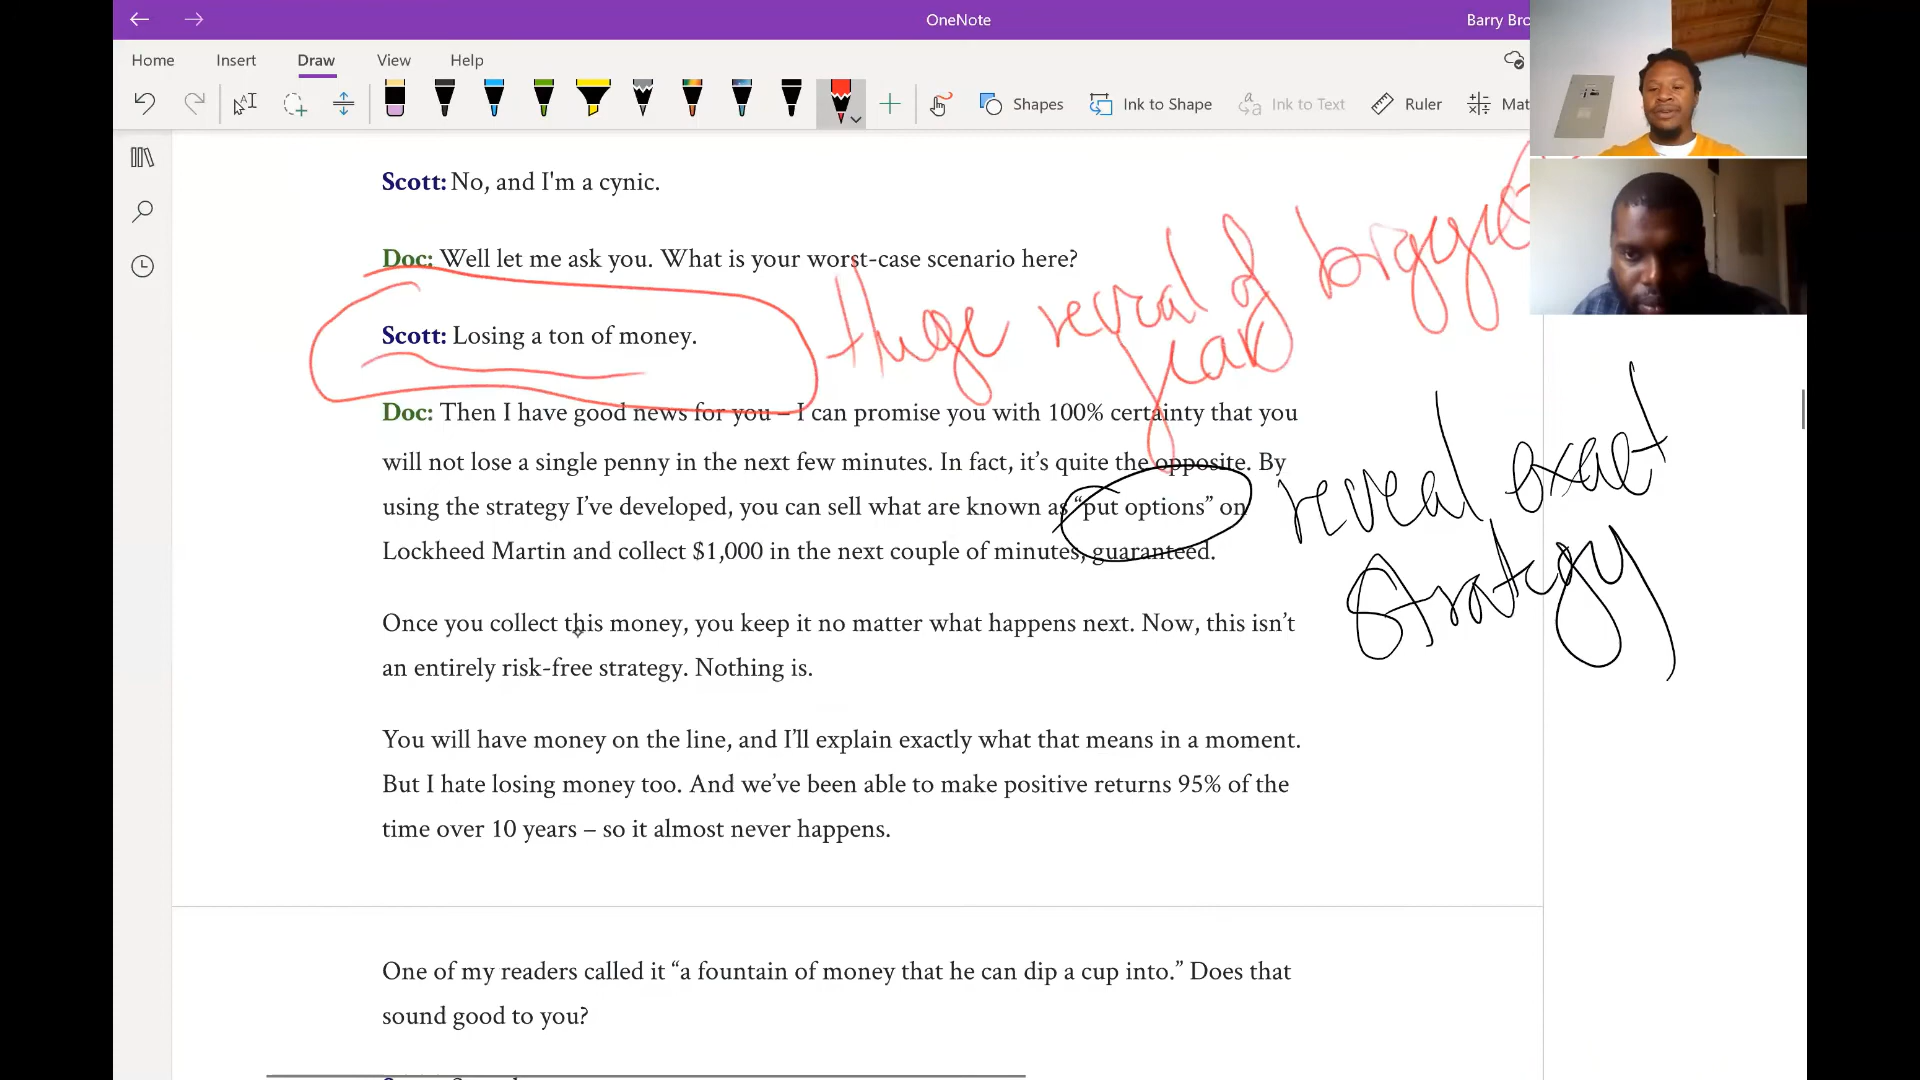 OneNote
Barry Bro
Home Insert Draw View Help
Shapes Ink to Shape Ink to Text Ruler Mat
Scott: No, and I'm a cynic.
Doc: Well let me ask you. What is your worst-case scenario here?
Scott: Losing a ton of money.
Huge reveal of biggest
fear
Doc: Then I have good news for you – I can promise you with 100% certainty that you
will not lose a single penny in the next few minutes. In fact, it’s quite the opposite. By
using the strategy I’ve developed, you can sell what are known as “put options” on
Lockheed Martin and collect $1,000 in the next couple of minutes, guaranteed.
reveal exact
strategy
Once you collect this money, you keep it no matter what happens next. Now, this isn’t
an entirely risk-free strategy. Nothing is.
You will have money on the line, and I’ll explain exactly what that means in a moment.
But I hate losing money too. And we’ve been able to make positive returns 95% of the
time over 10 years – so it almost never happens.
One of my readers called it “a fountain of money that he can dip a cup into.” Does that
sound good to you?